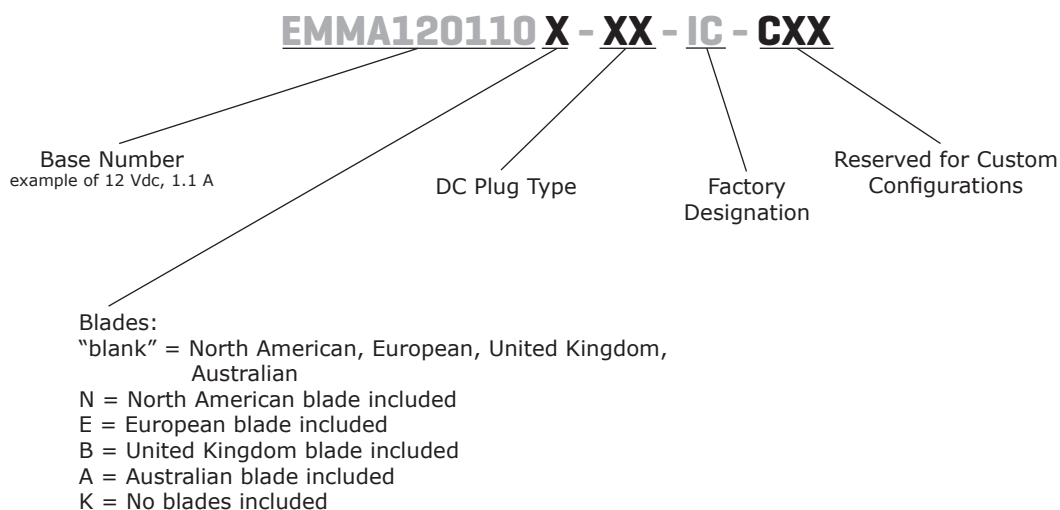 EMMA120110 X - XX - IC - CXX
Base Number
example of 12 Vdc, 1.1 A
DC Plug Type
Factory
Designation
Reserved for Custom
Configurations
Blades:
“blank” = North American, European, United Kingdom,
Australian
N = North American blade included
E = European blade included
B = United Kingdom blade included
A = Australian blade included
K = No blades included